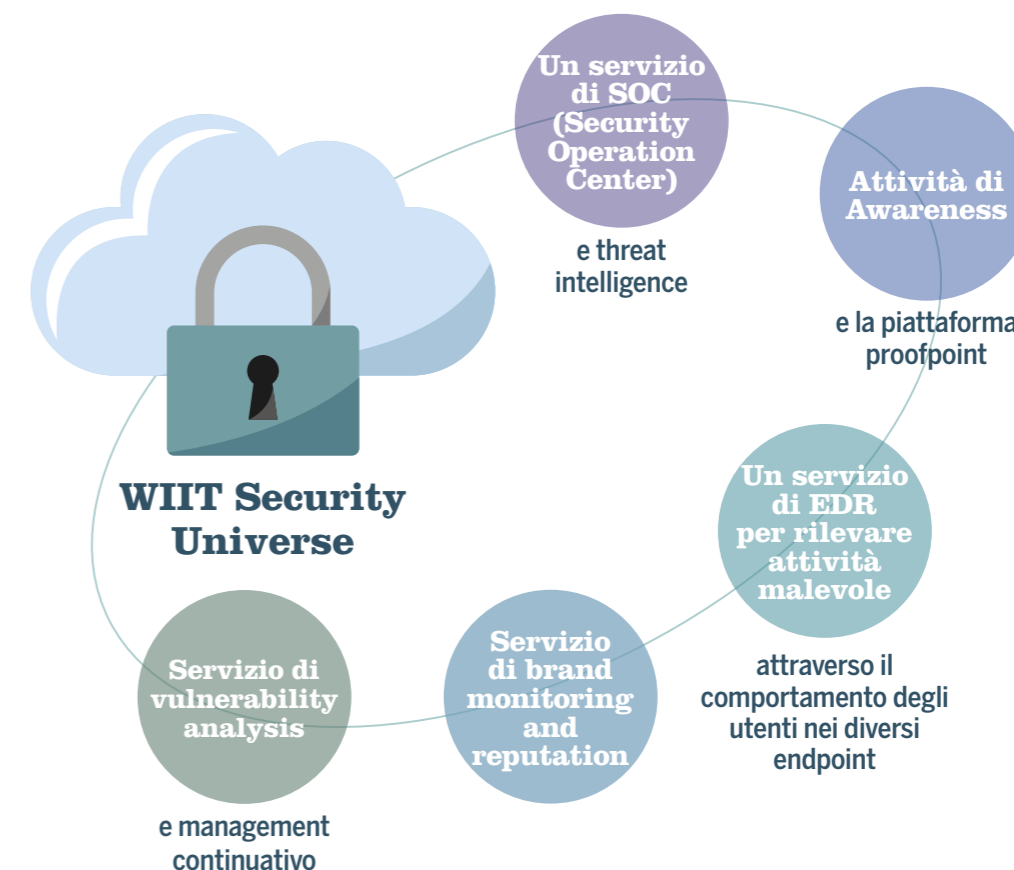 Un servizio
di SOC
(Security
Operation
Center)
e threat
intelligence
Attività di
Awareness
e la piattaforma
proofpoint
Un servizio
di EDR
per rilevare
attività
malevole
attraverso il
comportamento degli
utenti nei diversi
endpoint
Servizio
di brand
monitoring
and
reputation
Servizio di
vulnerability
analysis
e management
continuativo
WIIT Security
Universe